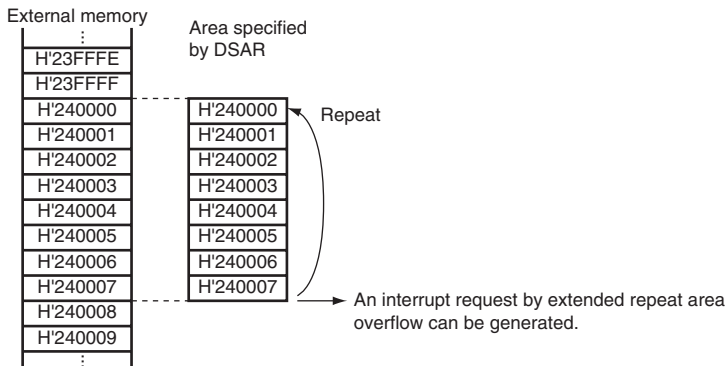 External memory
Area specified
by DSAR
H'23FFFE
H'23FFFF
H'240000
H'240001
H'240002
H'240003
H'240004
H'240005
H'240006
H'240007
H'240008
H'240009
H'240000
H'240001
H'240002
H'240003
H'240004
H'240005
H'240006
H'240007
Repeat
An interrupt request by extended repeat area
overflow can be generated.